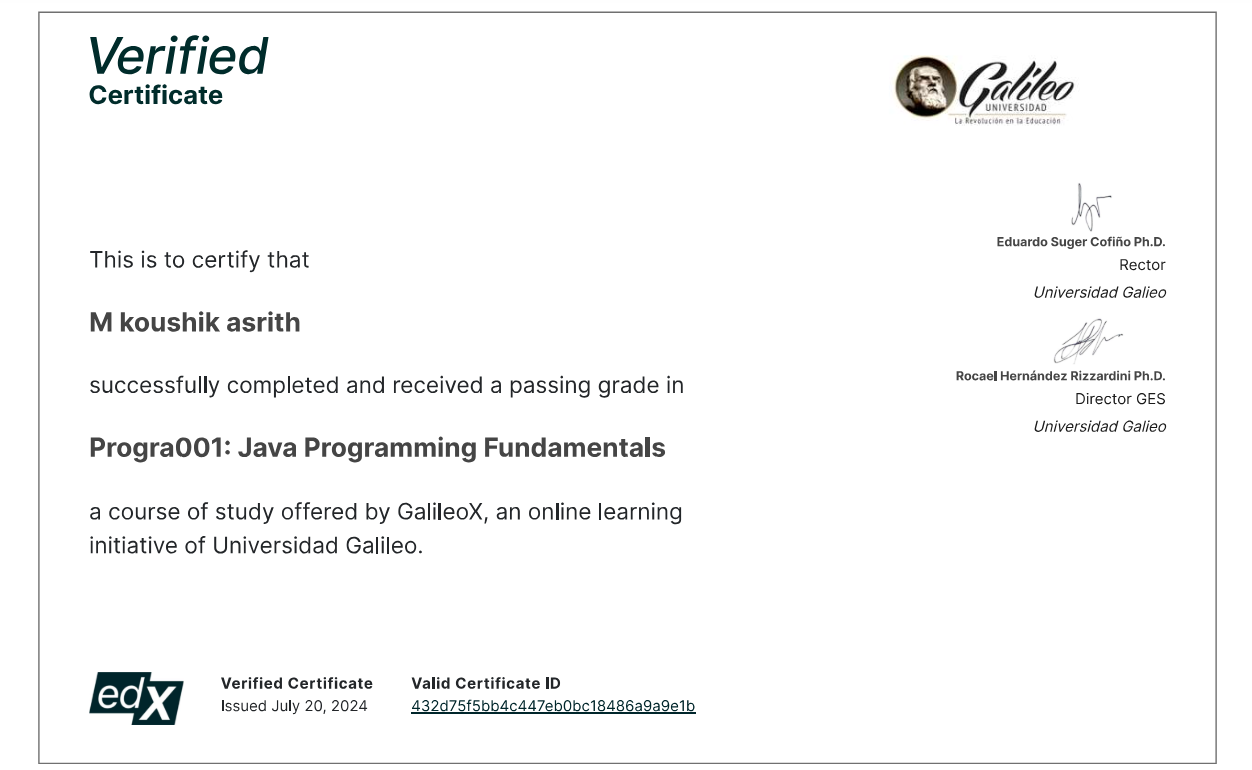 Verified
Certificate
Galileo
UNIVERSIDAD
La Revolución en la Educación
Eduardo Suger Cofiño Ph.D.
Rector
Universidad Galieo
Rocael Hernández Rizzardini Ph.D.
Director GES
Universidad Galieo
This is to certify that
M koushik asrith
successfully completed and received a passing grade in
Progra001: Java Programming Fundamentals
a course of study offered by GalileoX, an online learning
initiative of Universidad Galileo.
edX
Verified Certificate
Issued July 20, 2024
Valid Certificate ID
432d75f5bb4c447eb0bc18486a9a9e1b